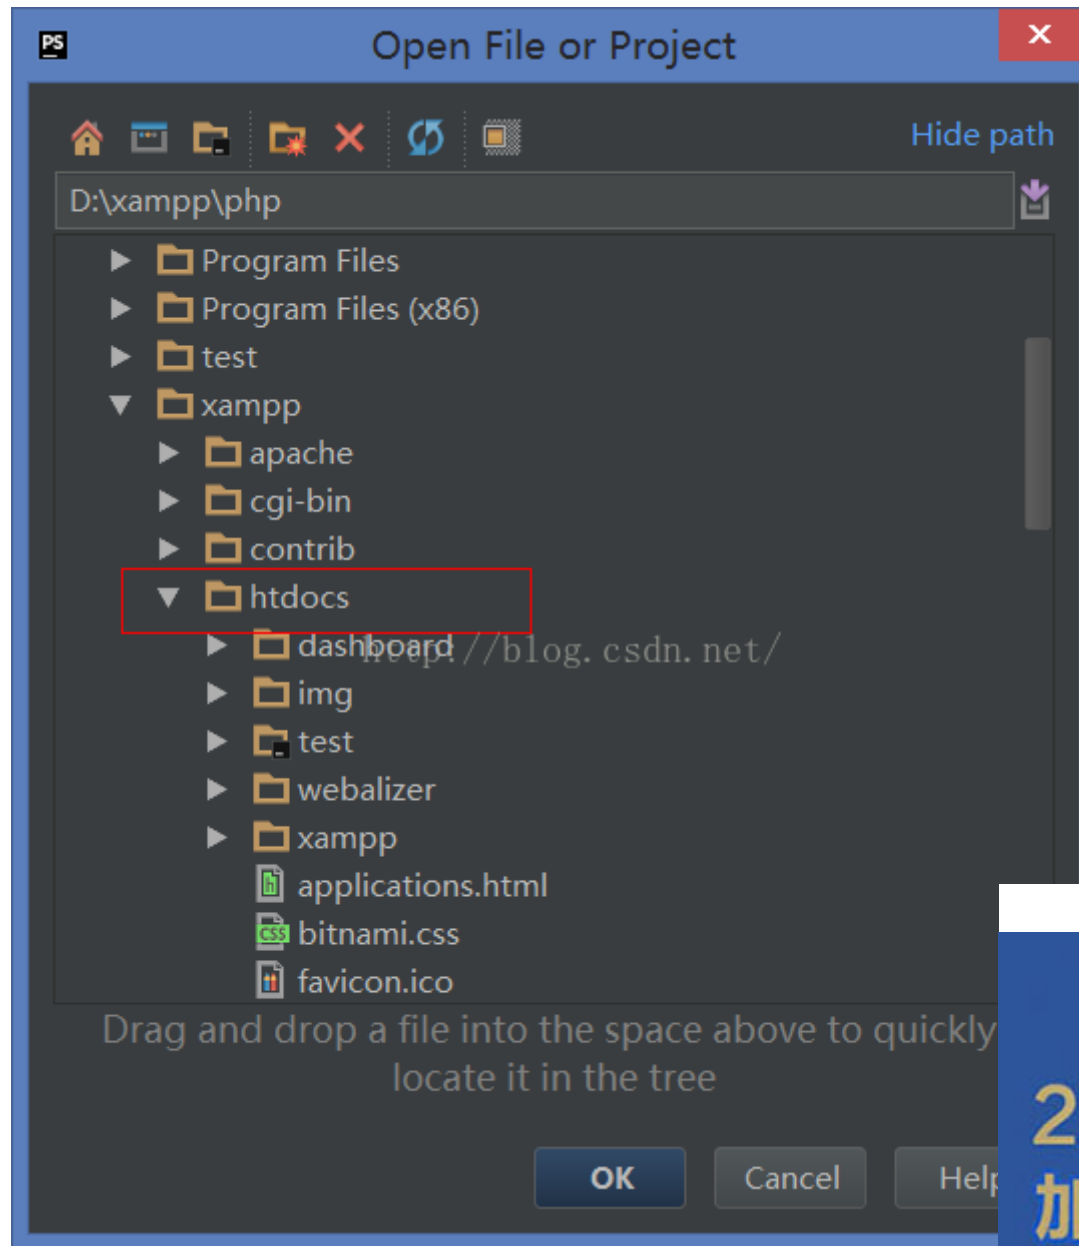 PS
Open File or Project
Hide path
D:\xampp\php
Program Files
Program Files (x86)
test
xampp
apache
cgi-bin
contrib
htdocs
dashboard
http://blog.csdn.net/
img
test
webalizer
xampp
h applications.html
CSS bitnami.css
favicon.ico
Drag and drop a file into the space above to quickly
locate it in the tree
OK Cancel Help
2
加